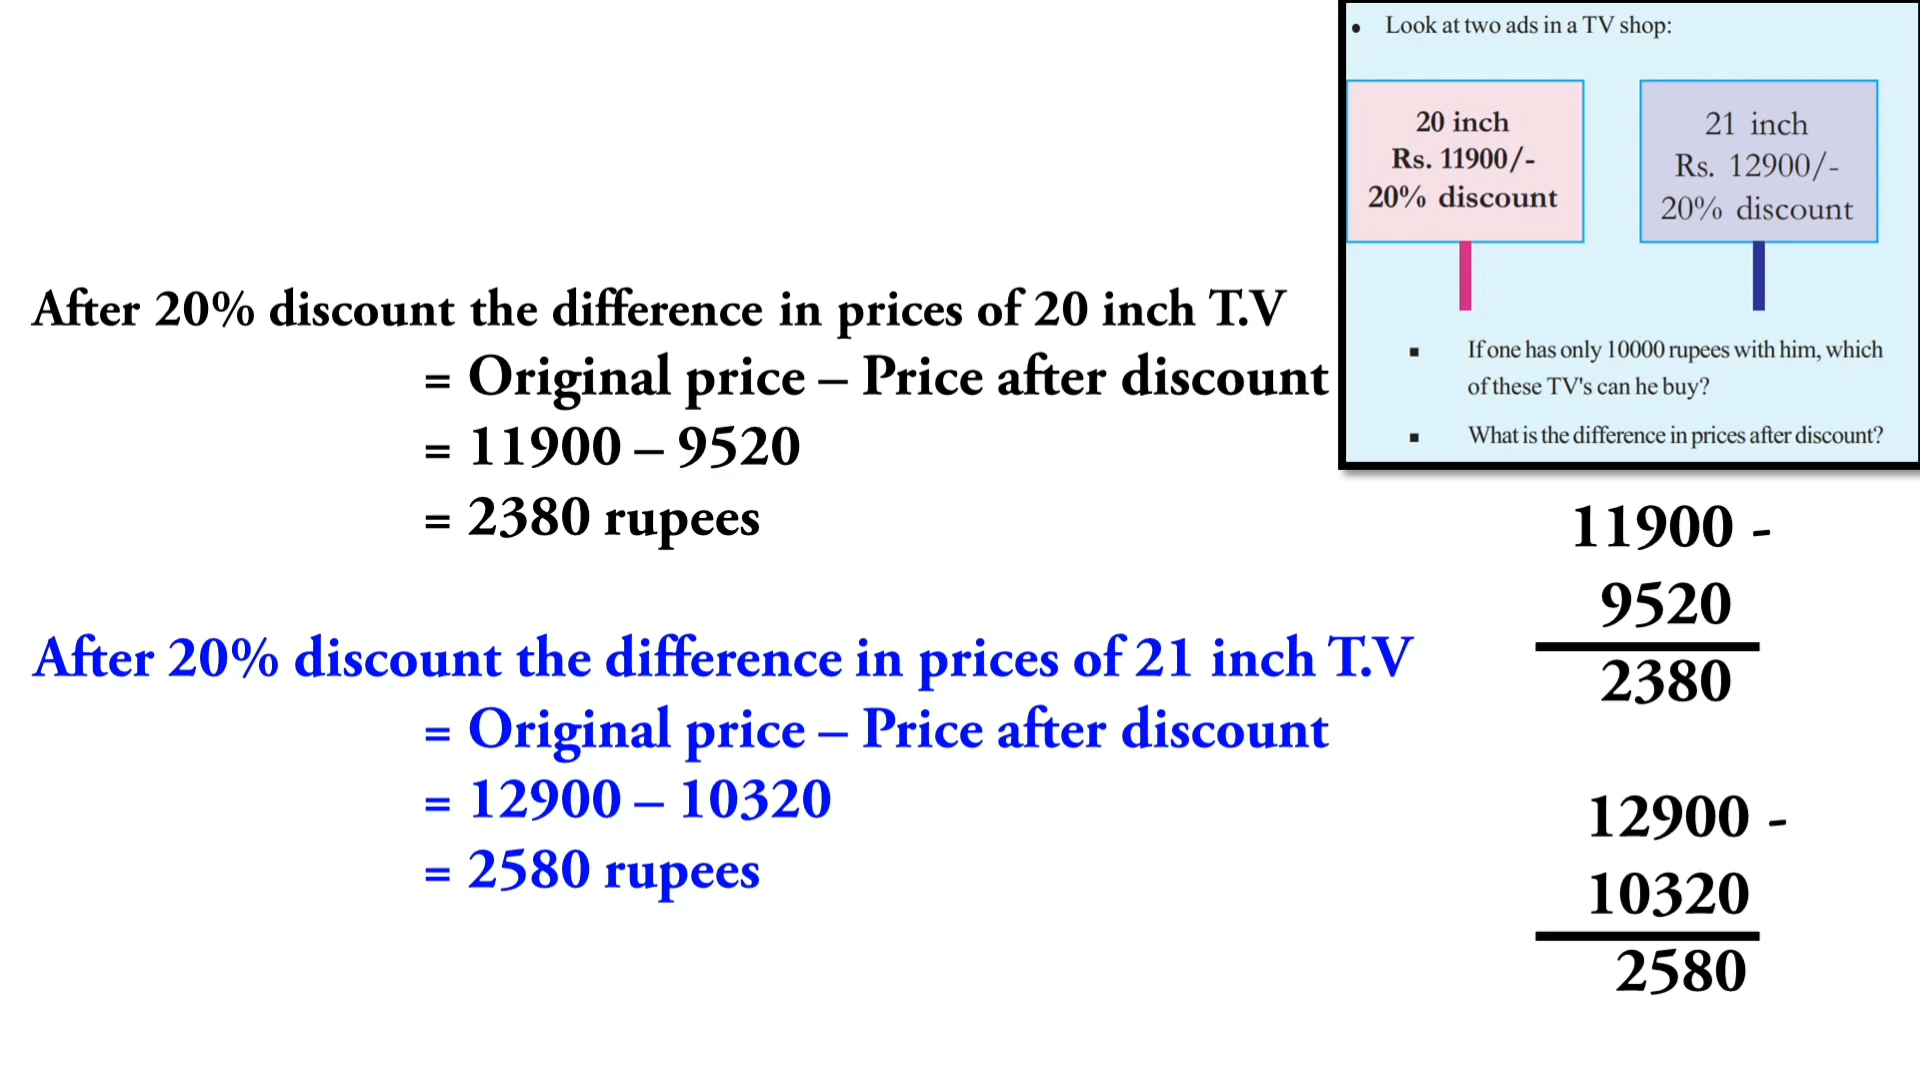 • Look at two ads in a TV shop:
20 inch
Rs. 11900/-
20% discount
21 inch
Rs. 12900/-
20% discount
▪ If one has only 10000 rupees with him, which
of these TV's can he buy?
▪ What is the difference in prices after discount?
After 20% discount the difference in prices of 20 inch T.V
= Original price – Price after discount
= 11900 – 9520
= 2380 rupees
11900 -
9520
2380
After 20% discount the difference in prices of 21 inch T.V
= Original price – Price after discount
= 12900 – 10320
= 2580 rupees
12900 -
10320
2580